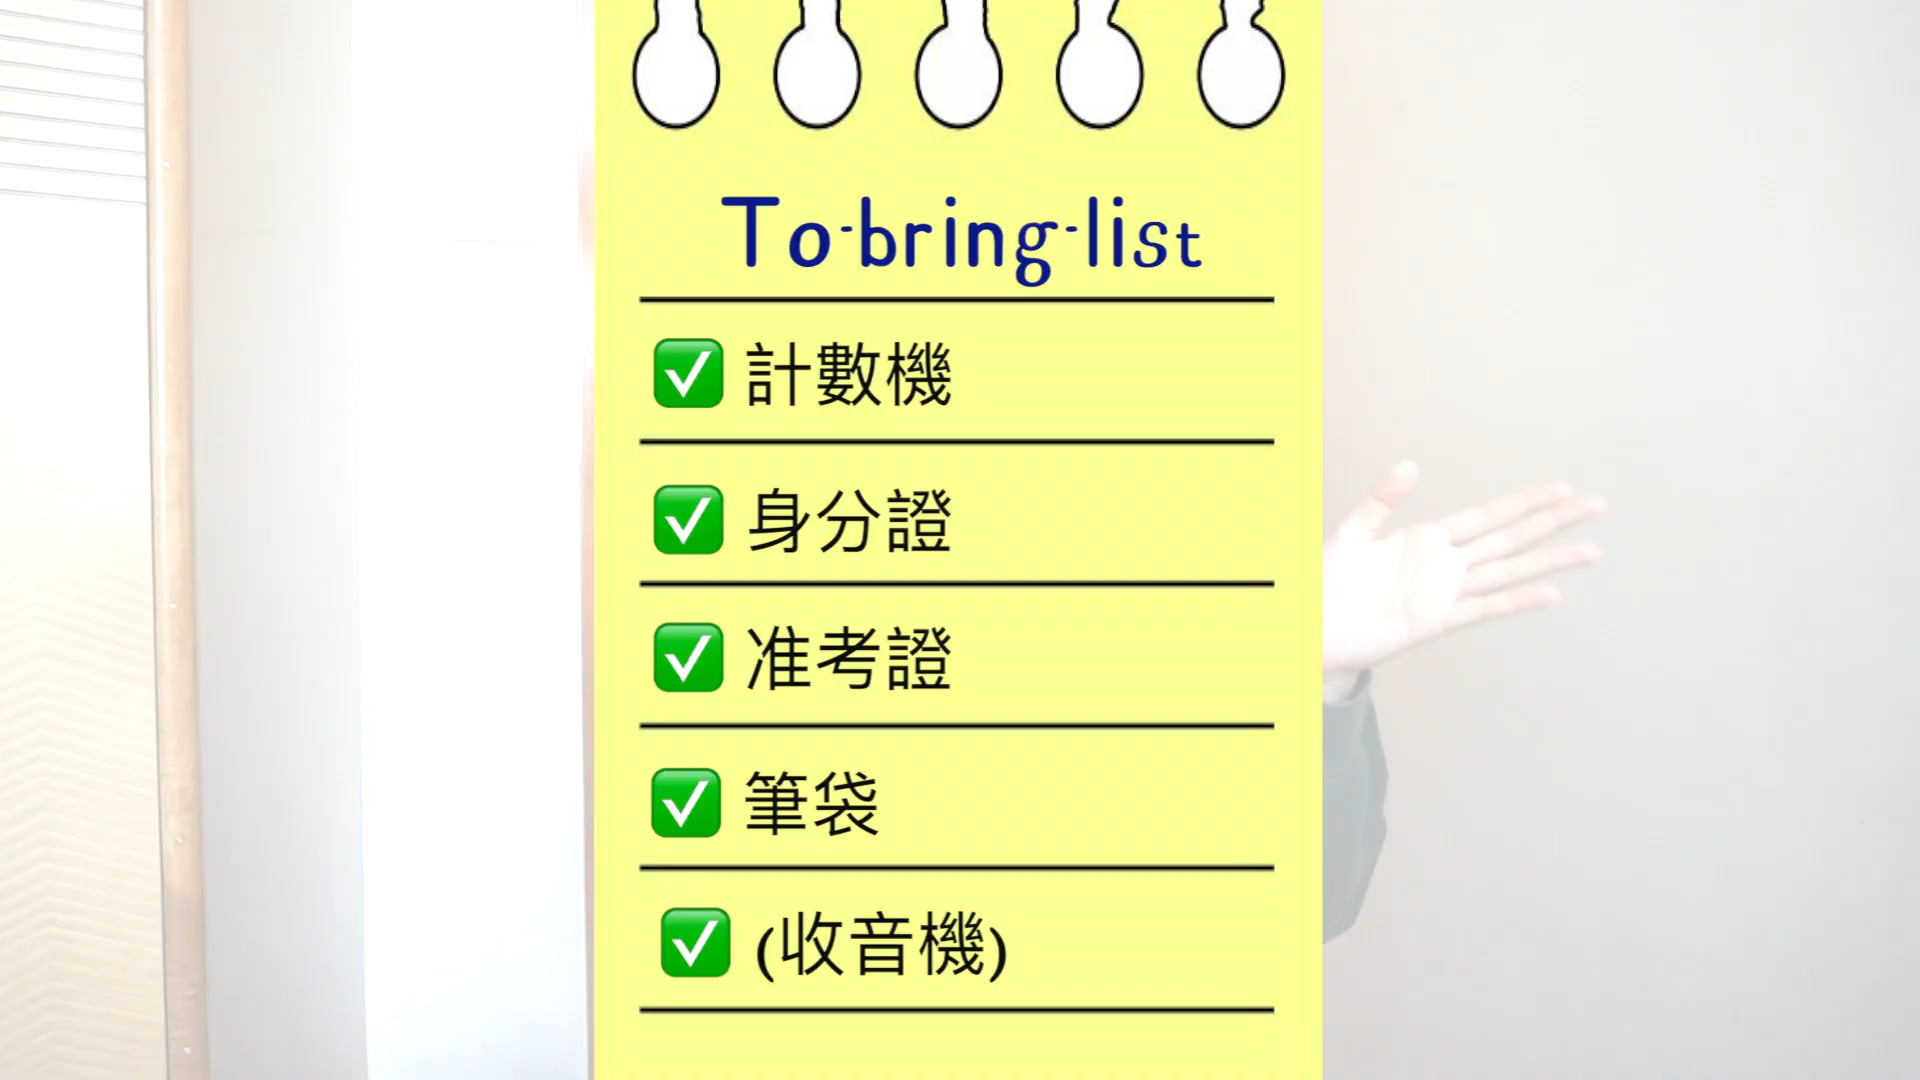 To-bring-list
✅ 計數機
✅ 身分證
✅ 准考證
✅ 筆袋
✅ (收音機)